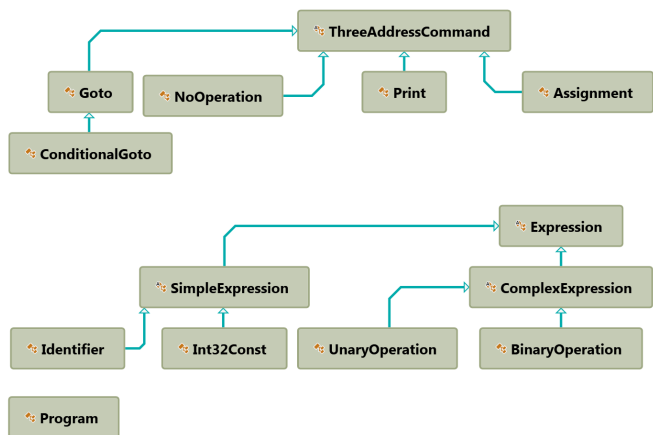 ThreeAddressCommand
Goto
NoOperation
Print
Assignment
ConditionalGoto
Expression
SimpleExpression
ComplexExpression
Identifier
Int32Const
UnaryOperation
BinaryOperation
Program